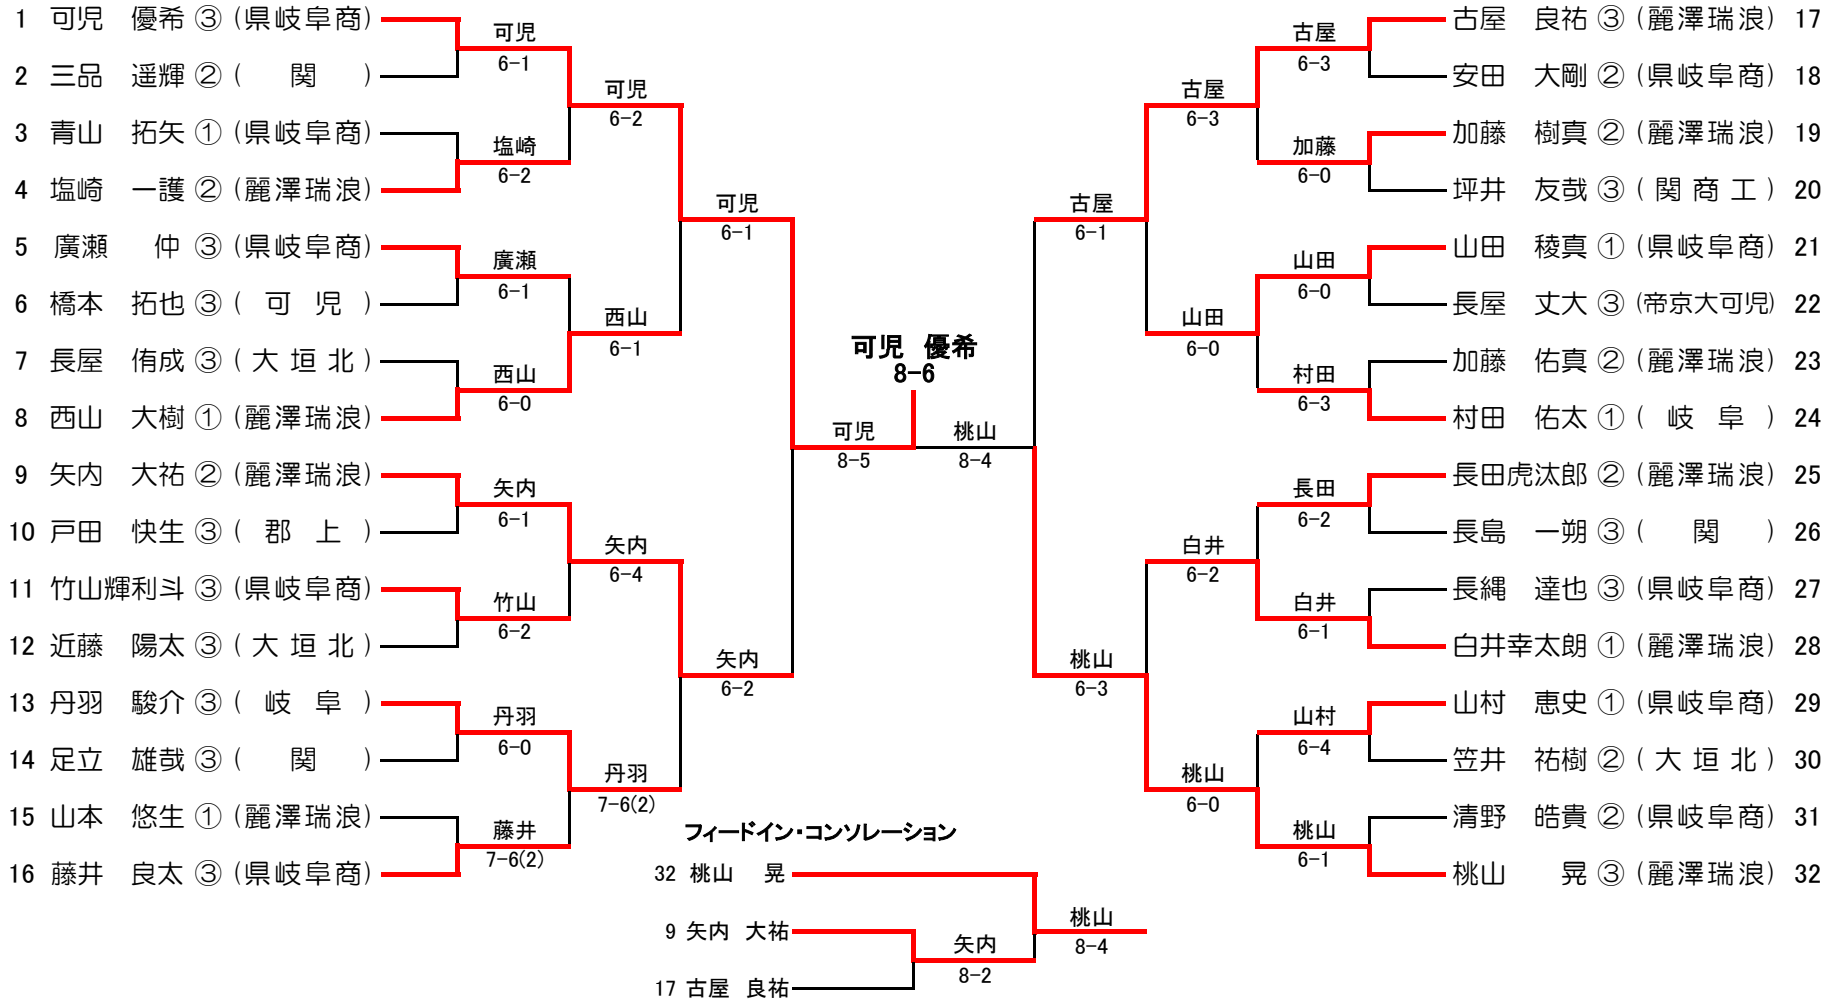 1 可児 優希 ③ (県岐阜商)
2 三品 遥輝 ② ( 関 )
3 青山 拓矢 ① (県岐阜商)
4 塩崎 一護 ② (麗澤瑞浪)
5 廣瀬 仲 ③ (県岐阜商)
6 橋本 拓也 ③ ( 可 児 )
7 長屋 侑成 ③ ( 大 垣 北 )
8 西山 大樹 ① (麗澤瑞浪)
9 矢内 大祐 ② (麗澤瑞浪)
10 戸田 快生 ③ ( 郡 上 )
11 竹山輝利斗 ③ (県岐阜商)
12 近藤 陽太 ③ ( 大 垣 北 )
13 丹羽 駿介 ③ ( 岐 阜 )
14 足立 雄哉 ③ ( 関 )
15 山本 悠生 ① (麗澤瑞浪)
16 藤井 良太 ③ (県岐阜商)
可児
6-1
塩崎
6-2
廣瀬
6-1
西山
6-0
矢内
6-1
竹山
6-2
丹羽
6-0
藤井
7-6(2)
可児
6-2
西山
6-1
矢内
6-4
丹羽
7-6(2)
可児
6-1
矢内
6-2
可児
8-5
可児 優希
8-6
桃山
8-4
古屋
6-1
桃山
6-3
古屋
6-3
山田
6-0
白井
6-2
桃山
6-0
古屋
6-3
加藤
6-0
山田
6-0
村田
6-3
長田
6-2
白井
6-1
山村
6-4
桃山
6-1
古屋 良祐 ③ (麗澤瑞浪) 17
安田 大剛 ② (県岐阜商) 18
加藤 樹真 ② (麗澤瑞浪) 19
坪井 友哉 ③ ( 関 商 工 ) 20
山田 稜真 ① (県岐阜商) 21
長屋 丈大 ③ (帝京大可児) 22
加藤 佑真 ② (麗澤瑞浪) 23
村田 佑太 ① ( 岐 阜 ) 24
長田虎汰郎 ② (麗澤瑞浪) 25
長島 一朔 ③ ( 関 ) 26
長縄 達也 ③ (県岐阜商) 27
白井幸太朗 ① (麗澤瑞浪) 28
山村 恵史 ① (県岐阜商) 29
笠井 祐樹 ② ( 大 垣 北 ) 30
清野 皓貴 ② (県岐阜商) 31
桃山 晃 ③ (麗澤瑞浪) 32
フィードイン・コンソレーション
32 桃山 晃
9 矢内 大祐
17 古屋 良祐
矢内
8-2
桃山
8-4